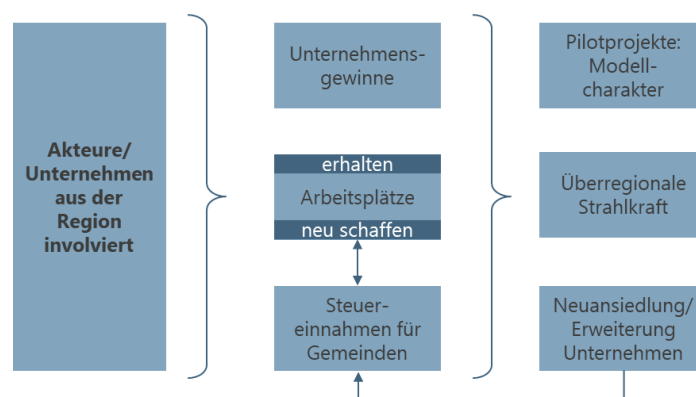 Akteure/
Unternehmen
aus der
Region
involviert
Unternehmens-
gewinne
erhalten
Arbeitsplätze
neu schaffen
Steuer-
einnahmen für
Gemeinden
Pilotprojekte:
Modell-
charakter
Überregionale
Strahlkraft
Neuansiedlung/
Erweiterung
Unternehmen